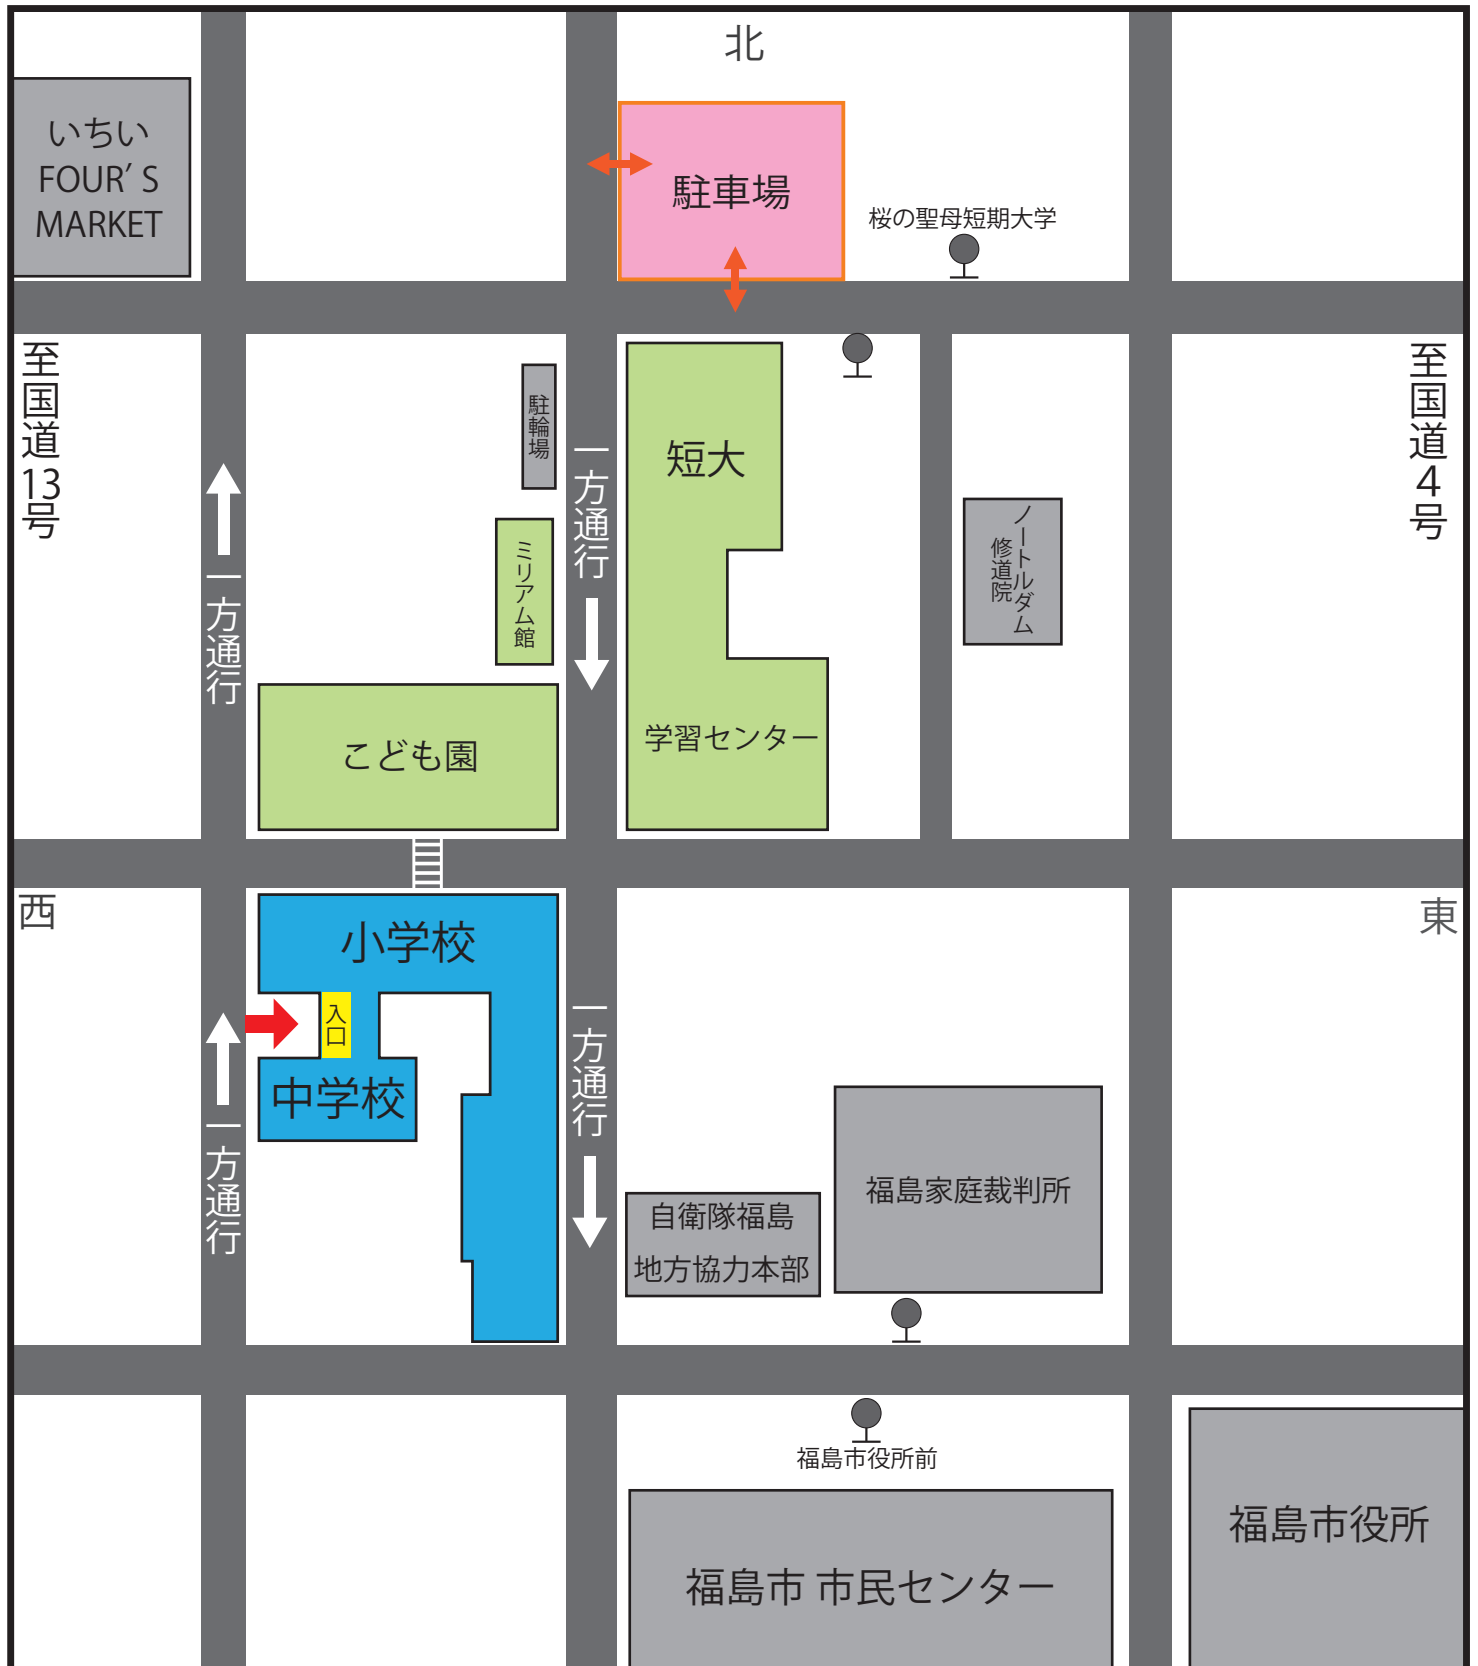 北
いちい
FOUR' S
MARKET
駐車場
桜の聖母短期大学
至国道13号
至国道4号
駐輪場
一方通行
短大
ノートルダム
修道院
ミリアム館
一方通行
こども園
学習センター
西
東
小学校
入口
一方通行
中学校
一方通行
福島家庭裁判所
自衛隊福島
地方協力本部
福島市役所前
福島市役所
福島市 市民センター